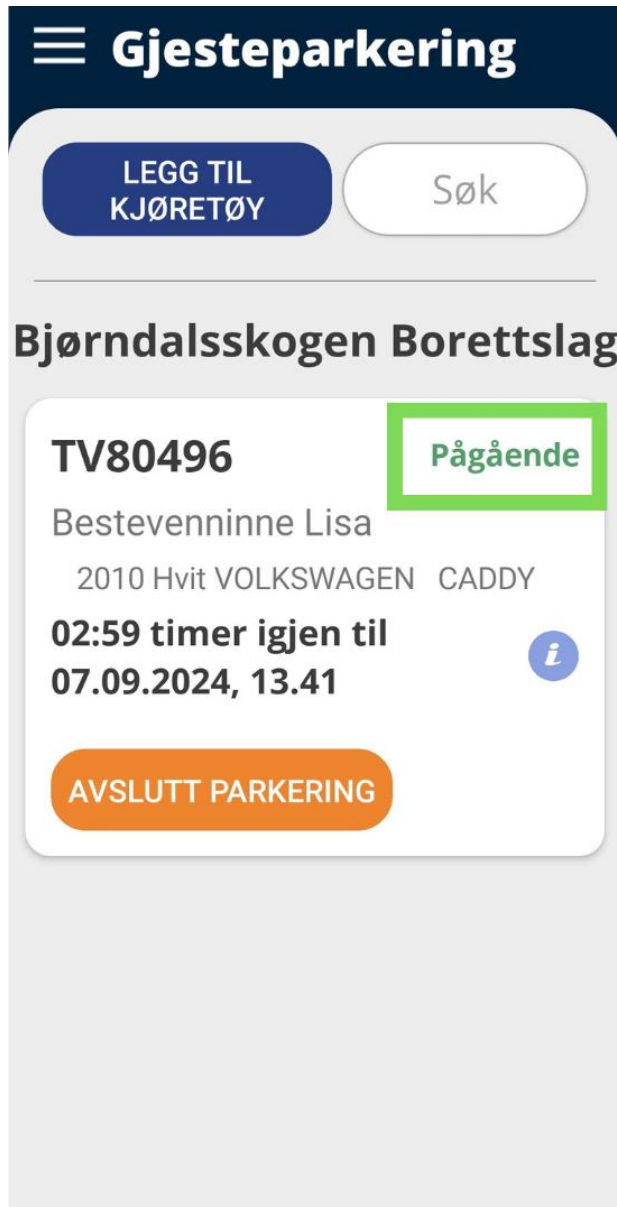 Gjesteparkering
LEGG TIL
KJØRETØY
Søk
Bjørndalsskogen Borettslag
TV80496
Pågående
Bestevenninne Lisa
2010 Hvit VOLKSWAGEN CADDY
02:59 timer igjen til
07.09.2024, 13.41
i
AVSLUTT PARKERING